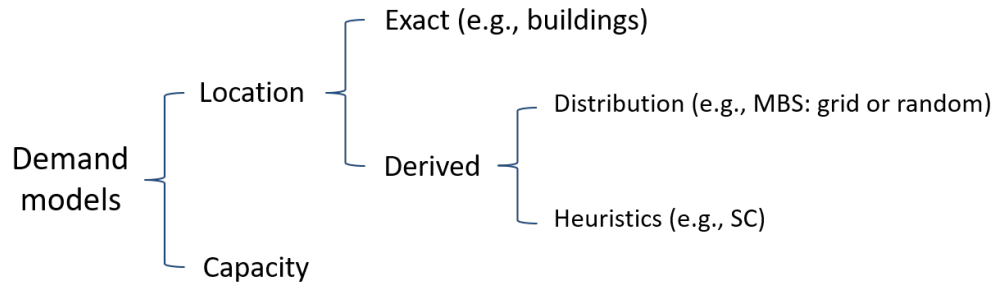 Exact (e.g., buildings)
Location
Distribution (e.g., MBS: grid or random)
Demand
models
Derived
Heuristics (e.g., SC)
Capacity